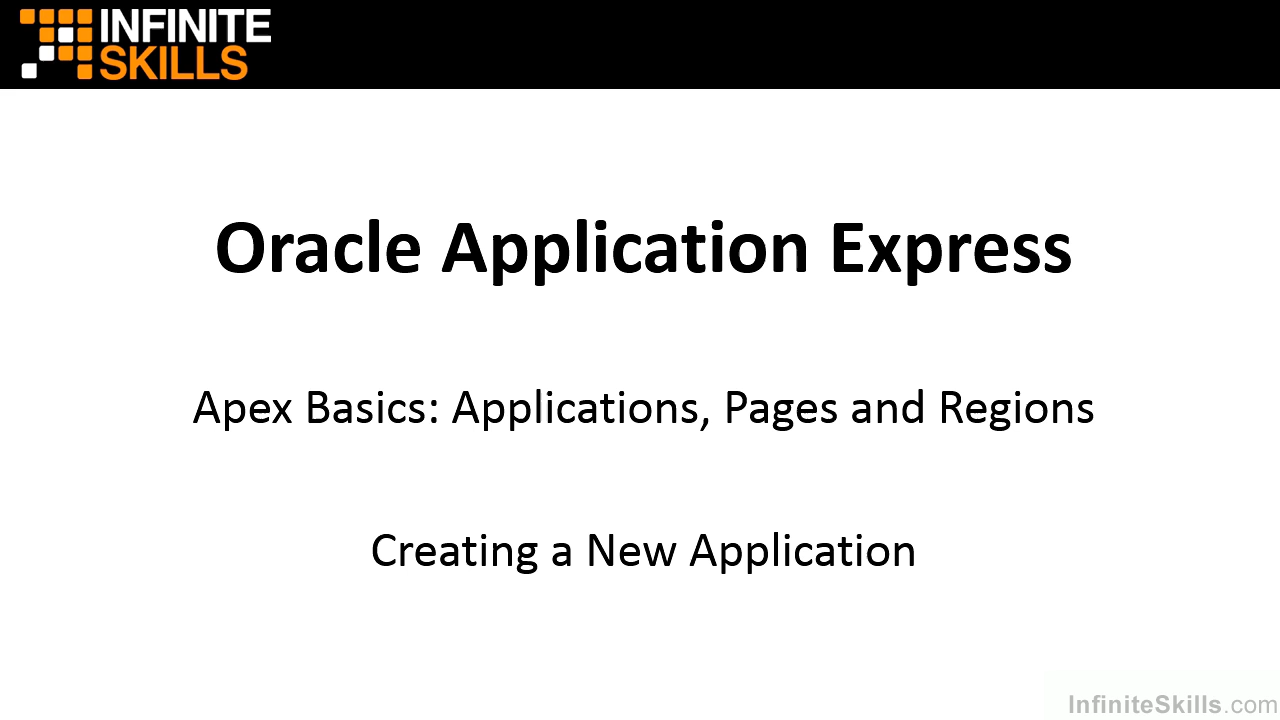 INFINITE
SKILLS
Oracle Application Express
Apex Basics: Applications, Pages and Regions
Creating a New Application
InfiniteSkills.com